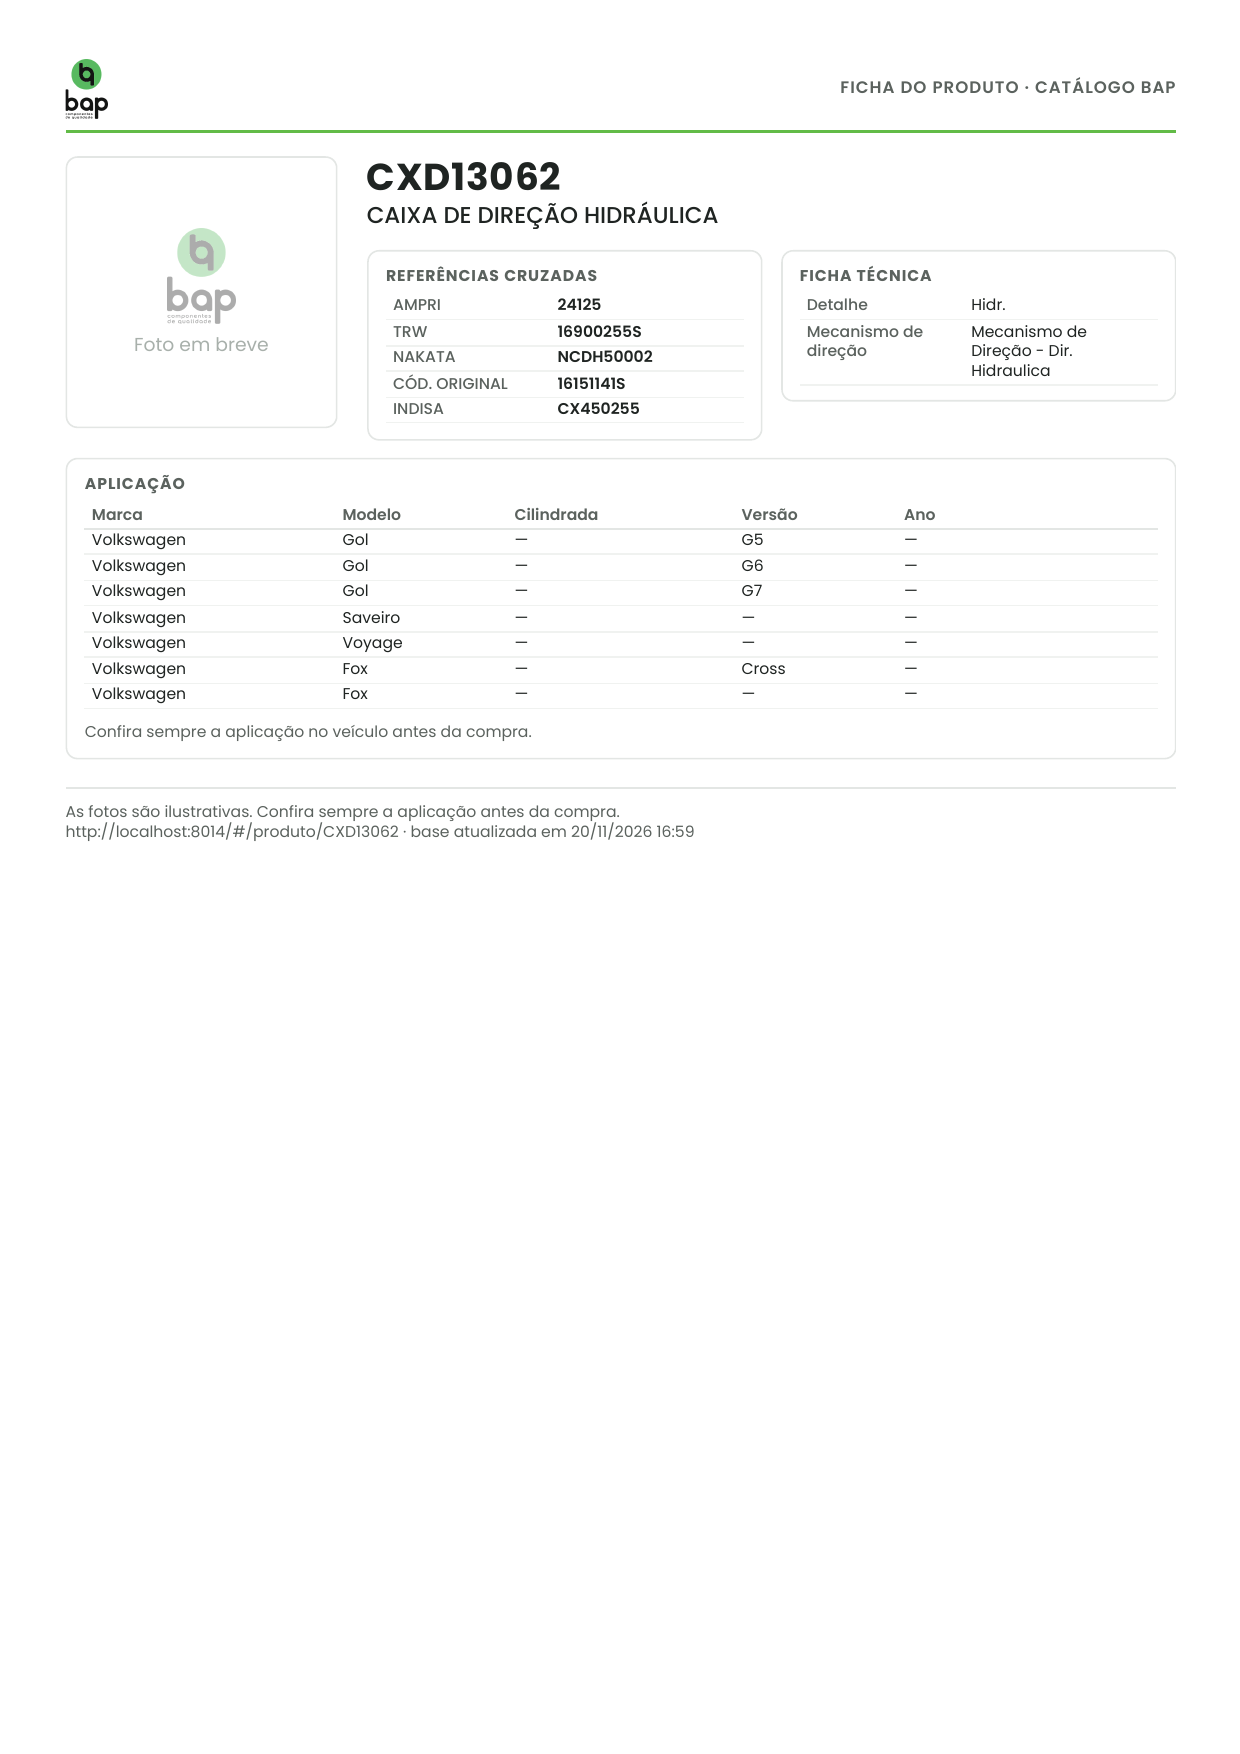 bap
componentes
de qualidade
FICHA DO PRODUTO · CATÁLOGO BAP
bap
componentes
de qualidade
Foto em breve
CXD13062
CAIXA DE DIREÇÃO HIDRÁULICA
REFERÊNCIAS CRUZADAS
AMPRI 24125
TRW 16900255S
NAKATA NCDH50002
CÓD. ORIGINAL 16151141S
INDISA CX450255
FICHA TÉCNICA
Detalhe Hidr.
Mecanismo de direção Mecanismo de
Direção - Dir.
Hidraulica
APLICAÇÃO
Marca Modelo Cilindrada Versão Ano
Volkswagen Gol — G5 —
Volkswagen Gol — G6 —
Volkswagen Gol — G7 —
Volkswagen Saveiro — — —
Volkswagen Voyage — — —
Volkswagen Fox — Cross —
Volkswagen Fox — — —
Confira sempre a aplicação no veículo antes da compra.
As fotos são ilustrativas. Confira sempre a aplicação antes da compra.
http://localhost:8014/#/produto/CXD13062 · base atualizada em 20/11/2026 16:59